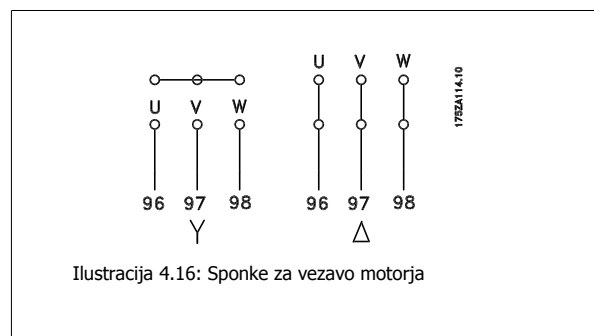 U V W
U V W
175ZA114.10
96 97 98
96 97 98
Y
Δ
Ilustracija 4.16: Sponke za vezavo motorja